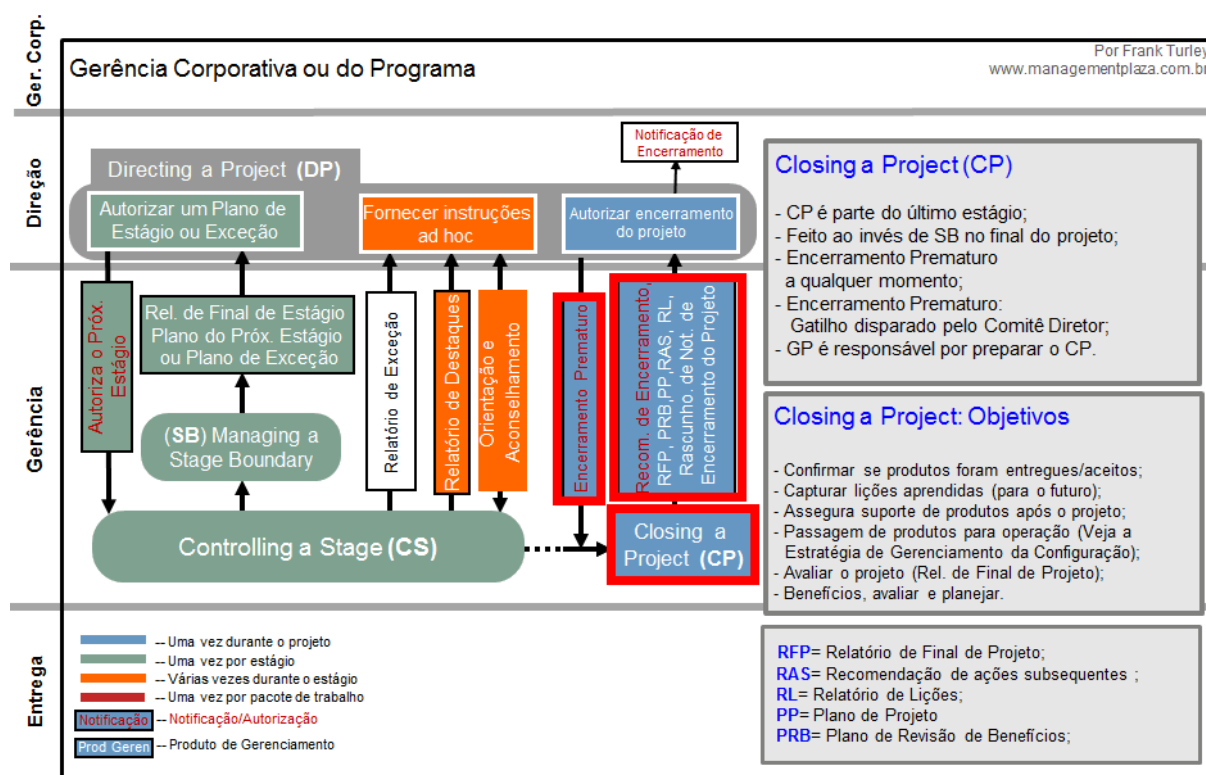 Ger. Corp.
Gerência Corporativa ou do Programa
Por Frank Turley
www.managementplaza.com.br
Direção
Notificação de
Encerramento
Directing a Project (DP)
Autorizar um Plano de
Estágio ou Exceção
Fornecer instruções
ad hoc
Autorizar encerramento
do projeto
Closing a Project (CP)
- CP é parte do último estágio;
- Feito ao invés de SB no final do projeto;
- Encerramento Prematuro
a qualquer momento;
- Encerramento Prematuro:
Gatilho disparado pelo Comitê Diretor;
- GP é responsável por preparar o CP.
Gerência
Autoriza o Próx.
Estágio
Rel. de Final de Estágio
Plano do Próx. Estágio
ou Plano de Exceção
(SB) Managing a
Stage Boundary
Relatório de Exceção
Relatório de Destaques
Orientação e
Aconselhamento
Encerramento Prematuro
Recom. de Encerramento,
RFP, PRB,PP,RAS, RL,
Rascunho. de Not. de
Encerramento do Projeto
Controlling a Stage (CS)
Closing a
Project (CP)
Closing a Project: Objetivos
- Confirmar se produtos foram entregues/aceitos;
- Capturar lições aprendidas (para o futuro);
- Assegura suporte de produtos após o projeto;
- Passagem de produtos para operação (Veja a
Estratégia de Gerenciamento da Configuração);
- Avaliar o projeto (Rel. de Final de Projeto);
- Benefícios, avaliar e planejar.
Entrega
-- Uma vez durante o projeto
-- Uma vez por estágio
-- Várias vezes durante o estágio
-- Uma vez por pacote de trabalho
Notificação -- Notificação/Autorização
Prod Geren -- Produto de Gerenciamento
RFP= Relatório de Final de Projeto;
RAS= Recomendação de ações subsequentes ;
RL= Relatório de Lições;
PP= Plano de Projeto
PRB= Plano de Revisão de Benefícios;